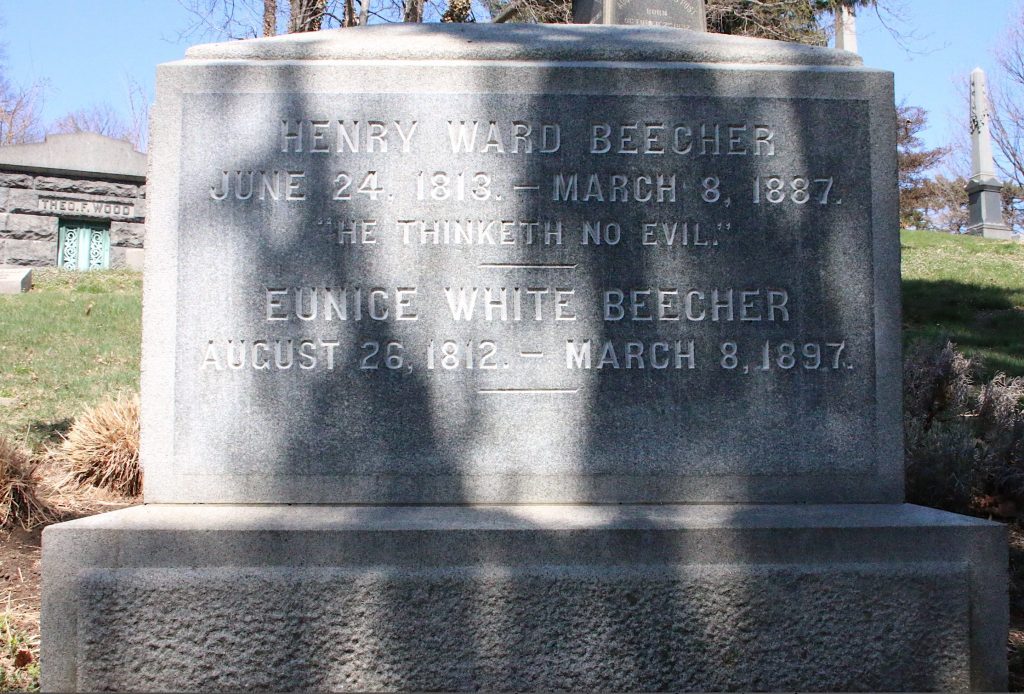 BORN
HENRY WARD BEECHER
JUNE 24. 1813. – MARCH 8, 1887.
"HE THINKETH NO EVIL."
EUNICE WHITE BEECHER
AUGUST 26, 1812. – MARCH 8, 1897.
THEO. F. WOOD